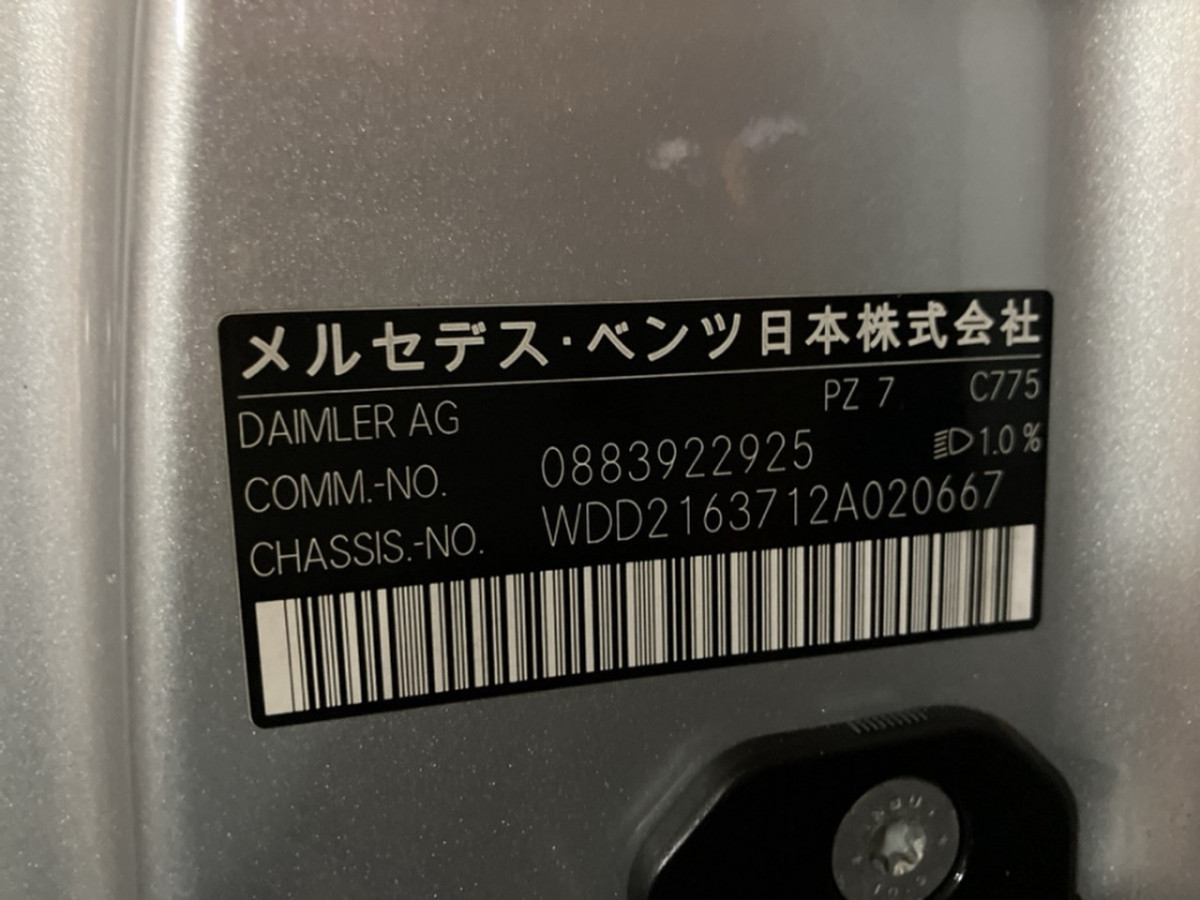 メルセデス・ベンツ日本株式会社
DAIMLER AG PZ 7 C775
COMM.-NO. 0883922925 1.0 %
CHASSIS.-NO. WDD2163712A020667